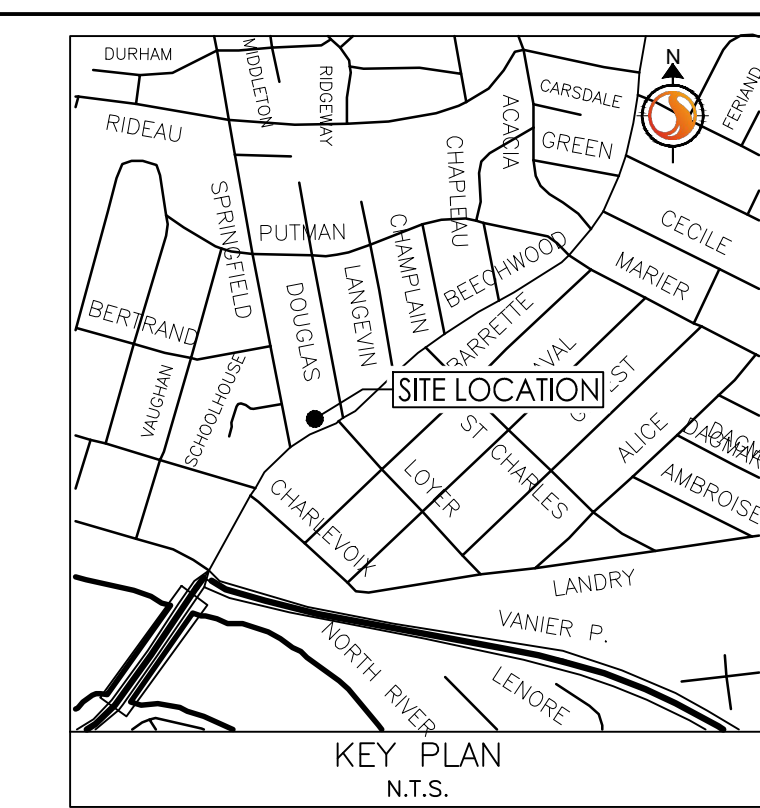 DURHAM
MIDDLETON
RIDGEWAY
N
FERIAND
CARSDALE
ACACIA
RIDEAU
GREEN
CHAPLEAU
SPRINGFIELD
CECILE
PUTMAN
CHAMPLAIN
BEECHWOOD
MARIER
LANGEVIN
DOUGLAS
BERTRAND
BARRETTE
VAUGHAN
SCHOOLHOUSE
SITE LOCATION
ST CHARLES
ALICE
LOYER
AMBROISE
CHARLEVOIX
LANDRY
VANIER P.
NORTH RIVER
LENORE
KEY PLAN
N.T.S.